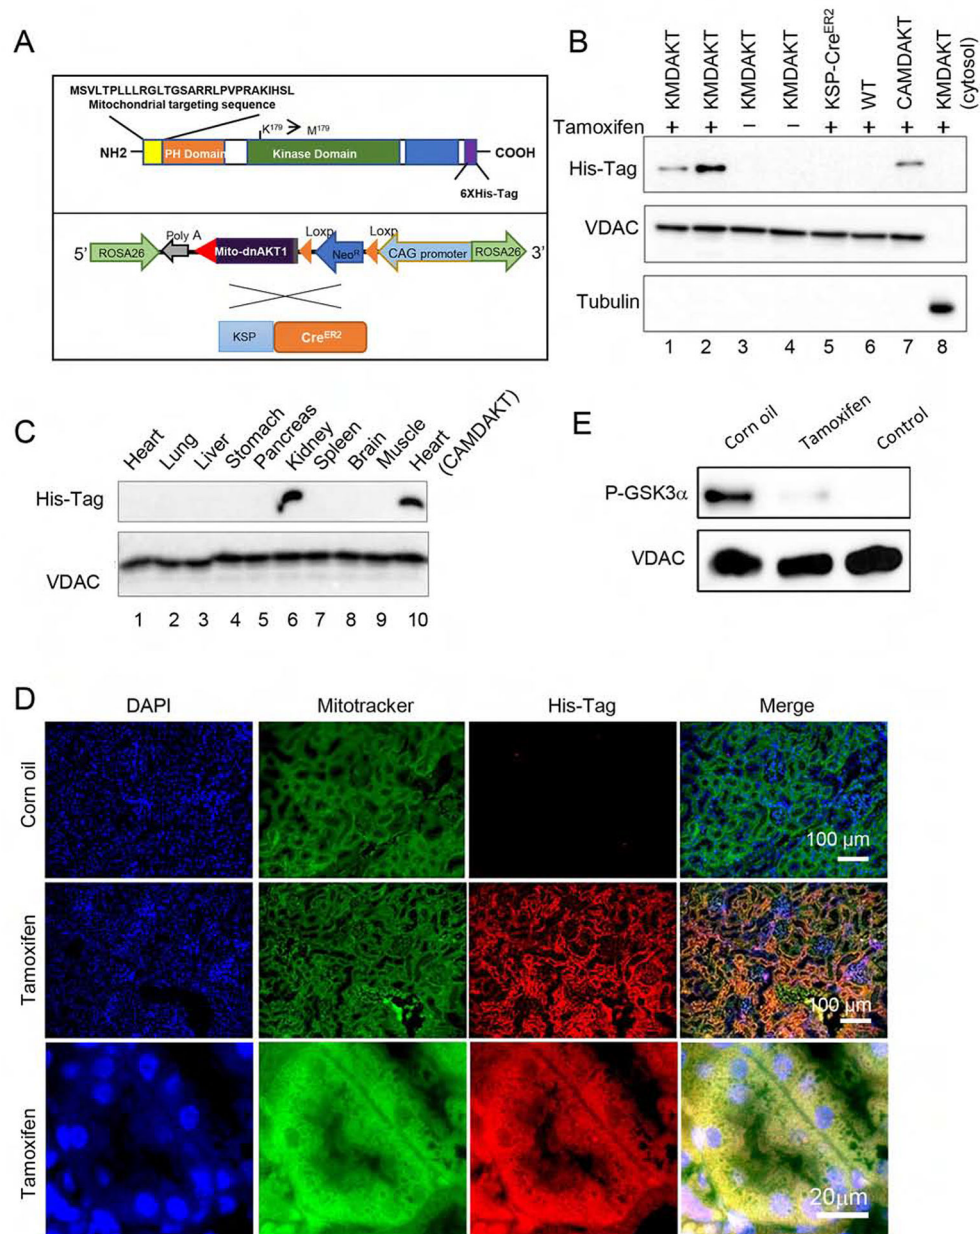 A
MSVLTPLLLRGLTGSARRLPVPRAKIHSL
Mitochondrial targeting sequence
K179 M179
NH2 PH Domain Kinase Domain COOH
6XHis-Tag
Poly A Loxp Loxp
5’ ROSA26 Mito-dnAKT1 NeoR CAG promoter ROSA26 3’
KSP CreER2
B
KMDAKT KMDAKT KMDAKT KMDAKT KSP-CreER2 WT CAMDAKT KMDAKT (cytosol)
Tamoxifen + + – – + + + +
His-Tag
VDAC
Tubulin
1 2 3 4 5 6 7 8
C
Heart Lung Liver Stomach Pancreas Kidney Spleen Brain Muscle Heart (CAMDAKT)
His-Tag
VDAC
1 2 3 4 5 6 7 8 9 10
E
Corn oil Tamoxifen Control
P-GSK3α
VDAC
D
DAPI Mitotracker His-Tag Merge
Corn oil
100 µm
Tamoxifen
100 µm
Tamoxifen
20µm